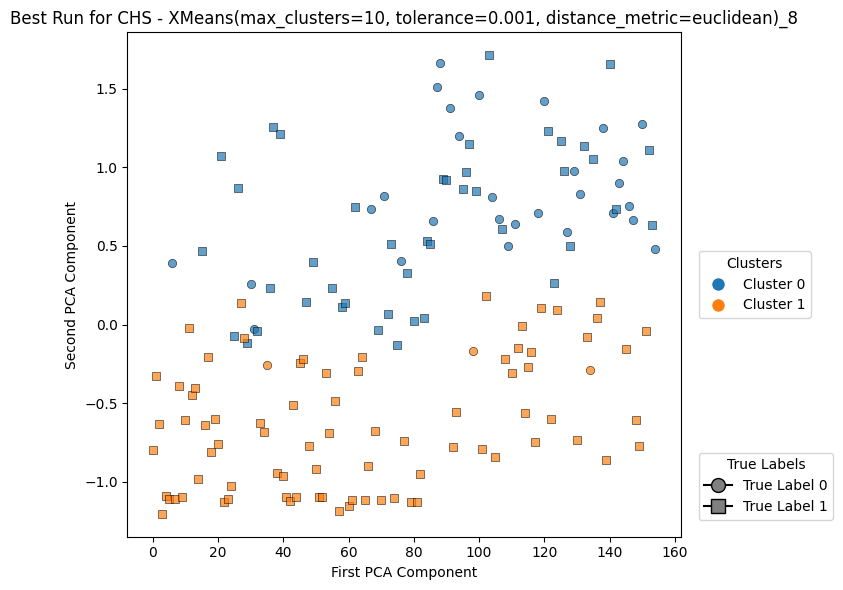 Best Run for CHS - XMeans(max_clusters=10, tolerance=0.001, distance_metric=euclidean)_8
Second PCA Component
1.5
1.0
0.5
0.0
−0.5
−1.0
0 20 40 60 80 100 120 140 160
First PCA Component
Clusters
Cluster 0
Cluster 1
True Labels
True Label 0
True Label 1